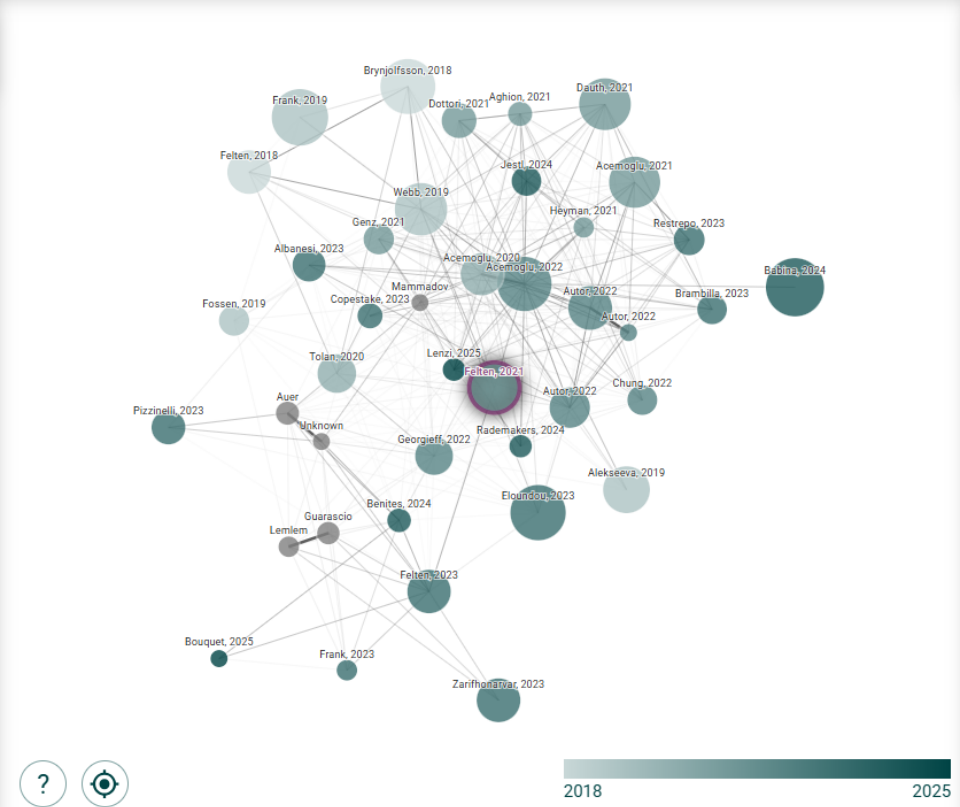 Brynjolfsson, 2018
Frank, 2019
Dottori, 2021
Aghion, 2021
Dauth, 2021
Felten, 2018
Jestl, 2024
Acemoglu, 2021
Webb, 2019
Genz, 2021
Heyman, 2021
Restrepo, 2023
Albanesi, 2023
Acemoglu, 2020
Acemoglu, 2022
Babina, 2024
Mammadov
Autor, 2022
Brambilla, 2023
Fossen, 2019
Copestake, 2023
Autor, 2022
Tolan, 2020
Lenzi, 2025
Felten, 2021
Auer
Autor, 2022
Chung, 2022
Pizzinelli, 2023
Unknown
Georgieff, 2022
Rademakers, 2024
Alekseeva, 2019
Eloundou, 2023
Benites, 2024
Guarascio
Lemlem
Felten, 2023
Bouquet, 2025
Frank, 2023
Zarifhonarvar, 2023
?
2018
2025